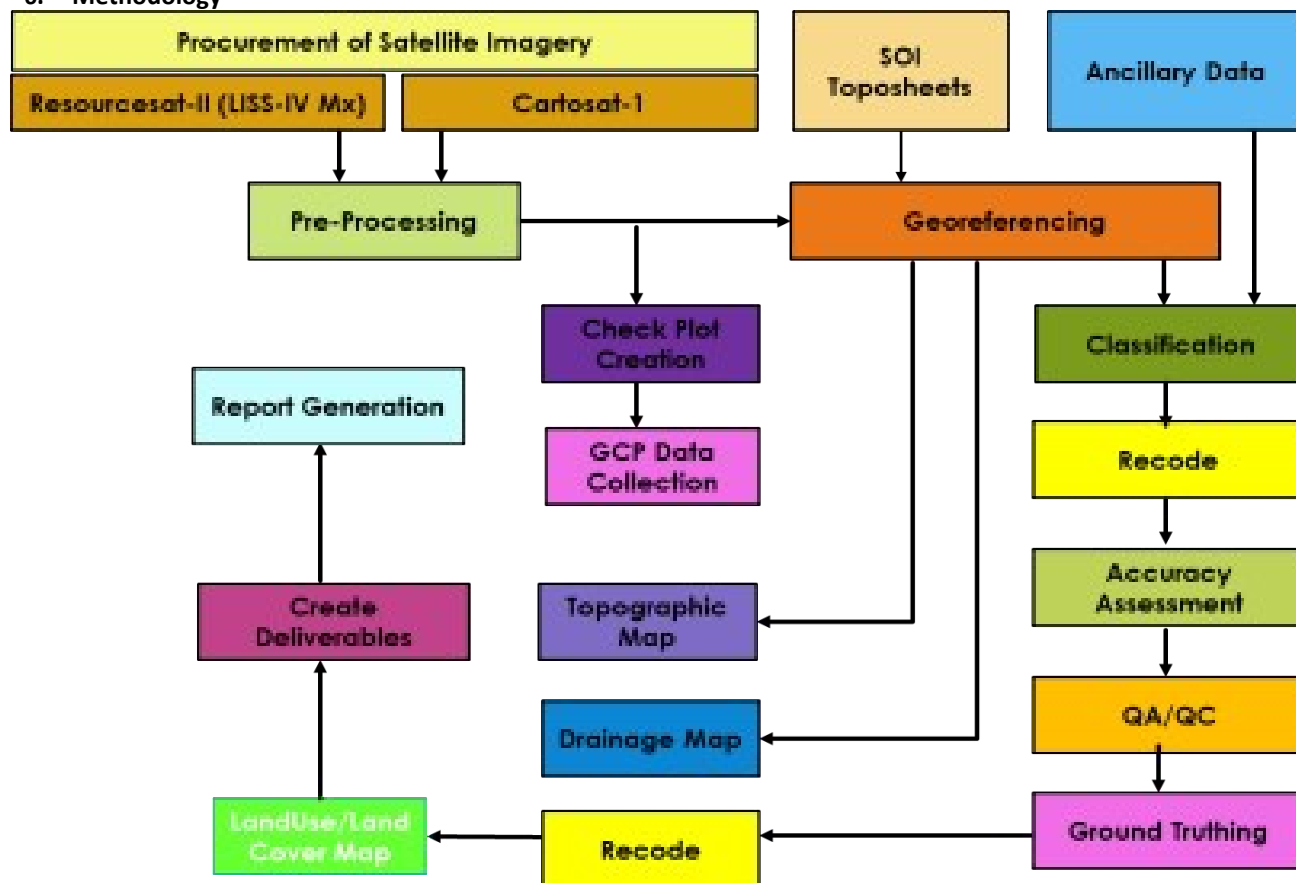 Methodology
Procurement of Satellite Imagery
Resourcesat-II (LISS-IV Mx)
Cartosat-1
SOI
Toposheets
Ancillary Data
Pre-Processing
Georeferencing
Check Plot
Creation
Classification
Report Generation
GCP Data
Collection
Recode
Accuracy
Assessment
Create
Deliverables
Topographic
Map
QA/QC
Drainage Map
LandUse/Land
Cover Map
Recode
Ground Truthing